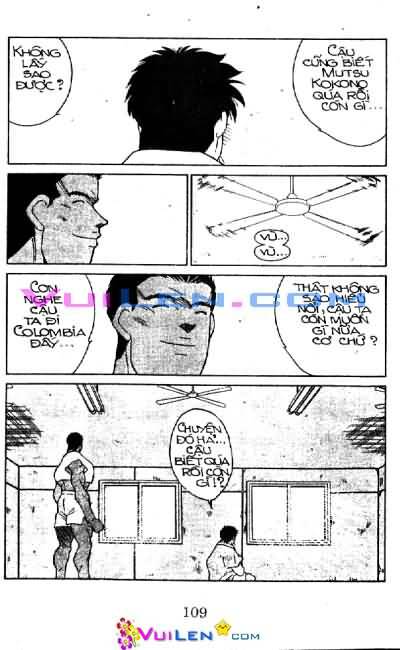 KHÔNG
LẤY
SAO
ĐƯỢC?
CẬU
CŨNG BIẾT
MUTSU
KOKONO
QUÁ RỒI
CÒN GÌ...
VÙ...
VÙ...
CÒN
NGHE
CẬU
TA ĐI
COLOMBIA
ĐẤY...
THẬT KHÔNG
SAO HIỂU
NỔI, CẬU TA
CÒN MUỐN
GÌ NỮA
CƠ CHỨ?
VUILEN.COM
CHUYỆN
ĐÓ HẢ...
CẬU
BIẾT QUÁ
RỒI CÒN
GÌ!?
109
VUILEN.COM